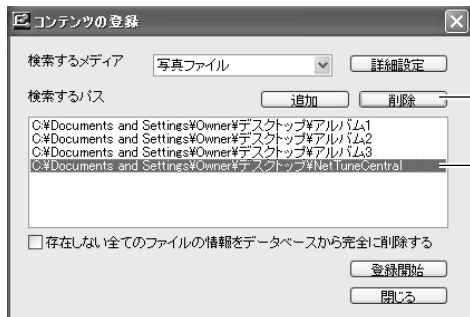 コンテンツの登録
検索するメディア 写真ファイル 詳細設定
検索するパス 追加 削除
C:¥Documents and Settings¥Owner¥デスクトップ¥アルバム1
C:¥Documents and Settings¥Owner¥デスクトップ¥アルバム2
C:¥Documents and Settings¥Owner¥デスクトップ¥アルバム3
C:¥Documents and Settings¥Owner¥デスクトップ¥NetTuneCentral
存在しない全てのファイルの情報をデータベースから完全に削除する
登録開始
閉じる